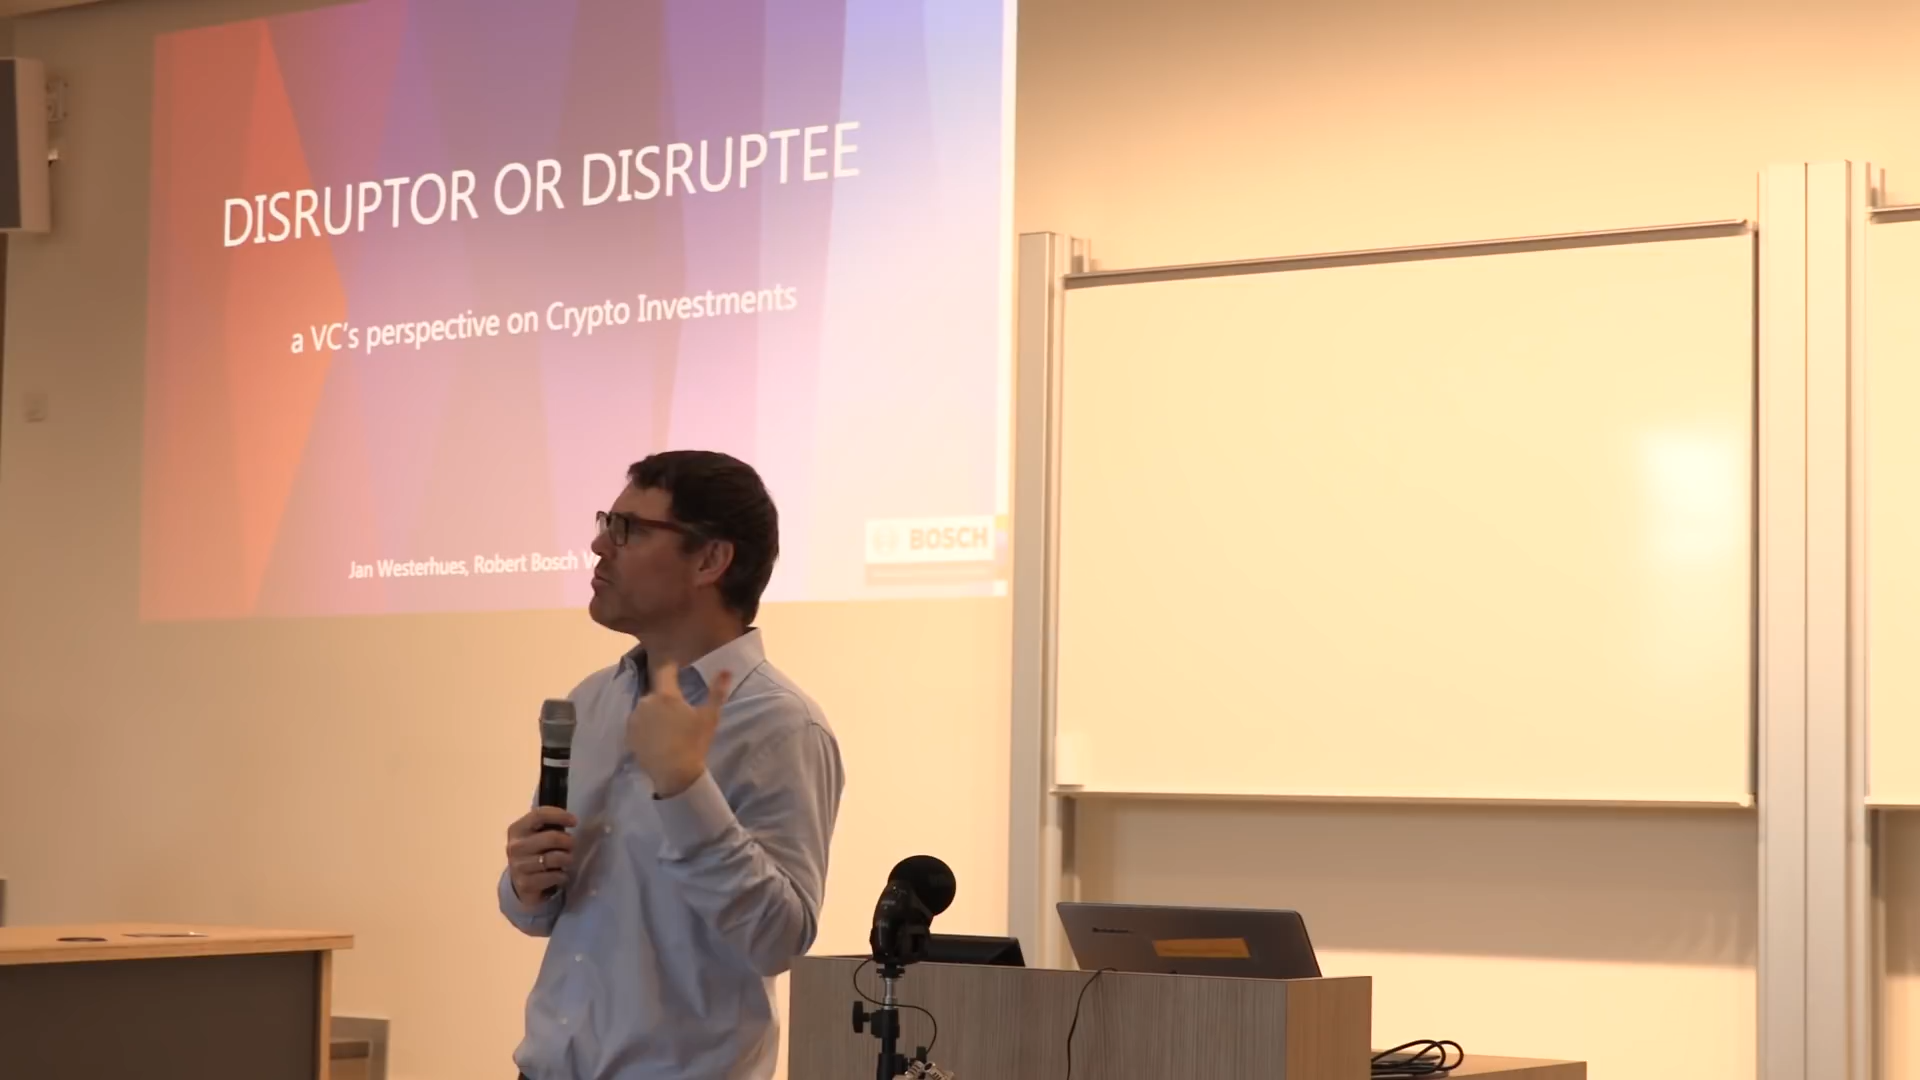 DISRUPTOR OR DISRUPTEE
a VC's perspective on Crypto Investments
Jan Westerhues, Robert Bosch V
BOSCH